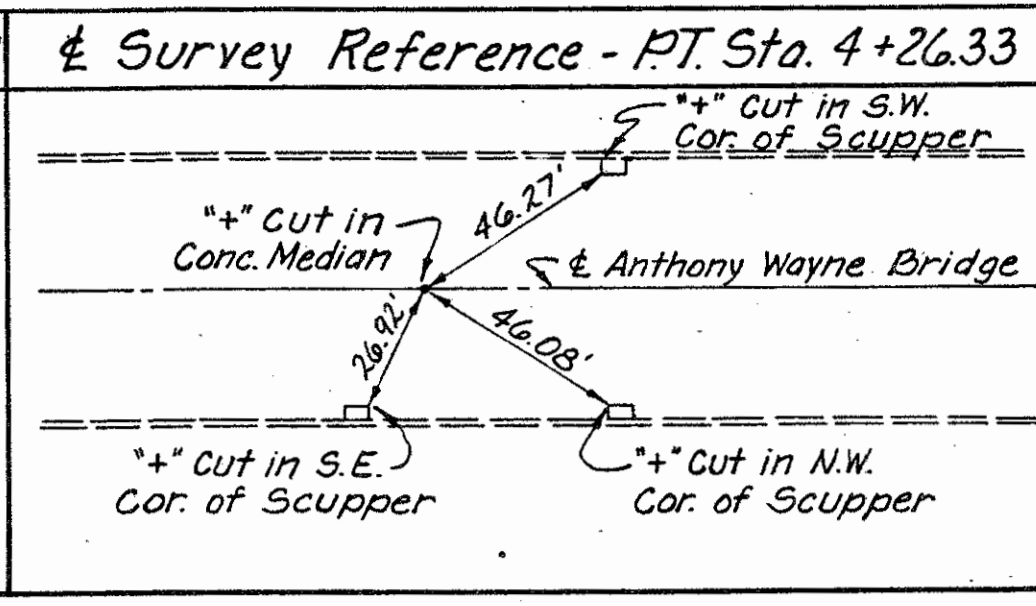 ℄ Survey Reference - P.T. Sta. 4+26.33
"+" Cut in S.W.
Cor. of Scupper
46.27'
"+" Cut in
Conc. Median
℄ Anthony Wayne Bridge
26.92'
46.08'
"+" Cut in S.E.
Cor. of Scupper
"+" Cut in N.W.
Cor. of Scupper